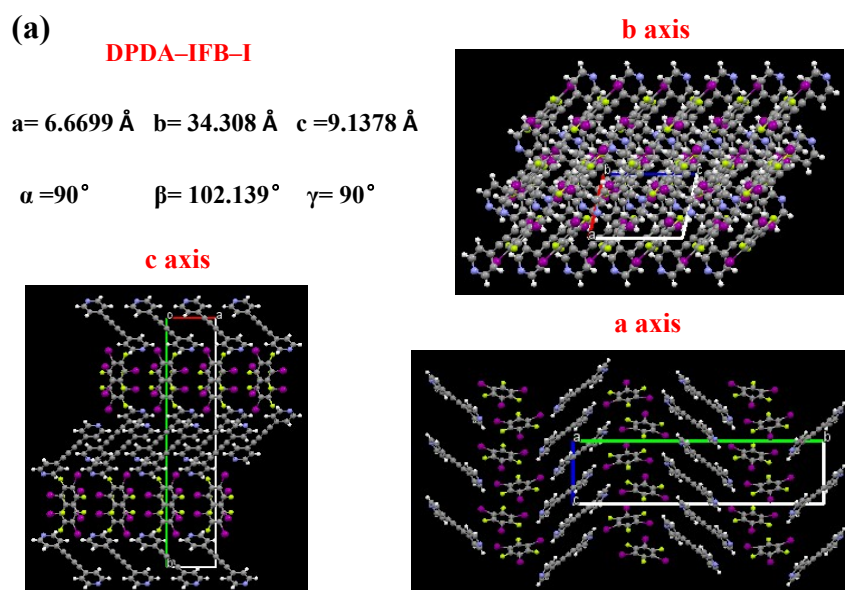 (a)
DPDA–IFB–I
a= 6.6699 Å b= 34.308 Å c =9.1378 Å
α =90° β= 102.139° γ= 90°
b axis
b
c
a
c axis
o
a
b
a axis
a
b
c